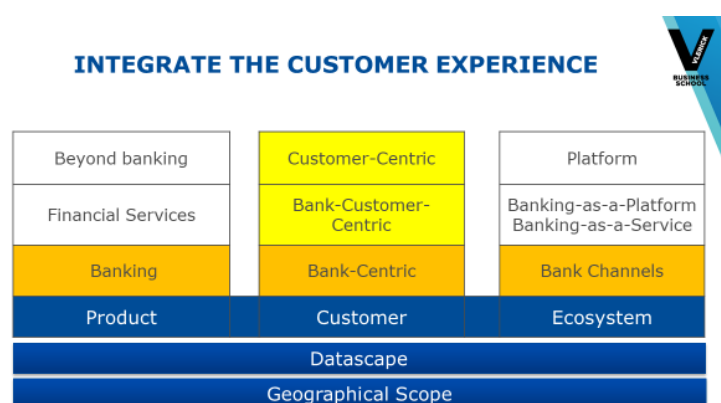 INTEGRATE THE CUSTOMER EXPERIENCE
VLERICK
BUSINESS
SCHOOL
Beyond banking
Customer-Centric
Platform
Financial Services
Bank-Customer-
Centric
Banking-as-a-Platform
Banking-as-a-Service
Banking
Bank-Centric
Bank Channels
Product
Customer
Ecosystem
Datascape
Geographical Scope